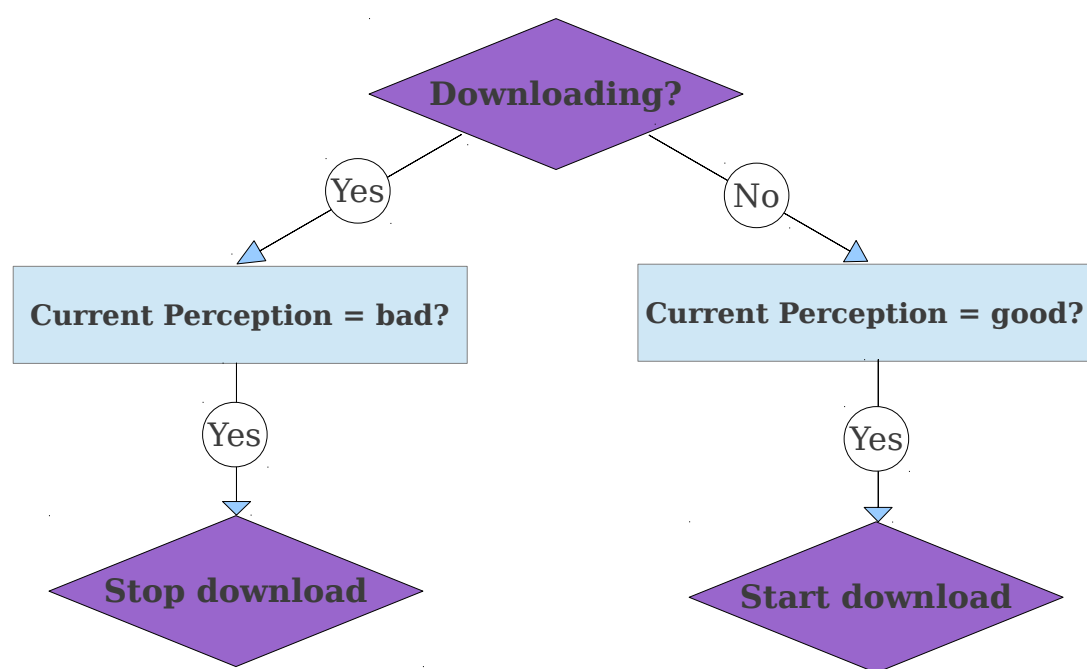 Downloading?
Yes
No
Current Perception = bad?
Current Perception = good?
Yes
Yes
Stop download
Start download